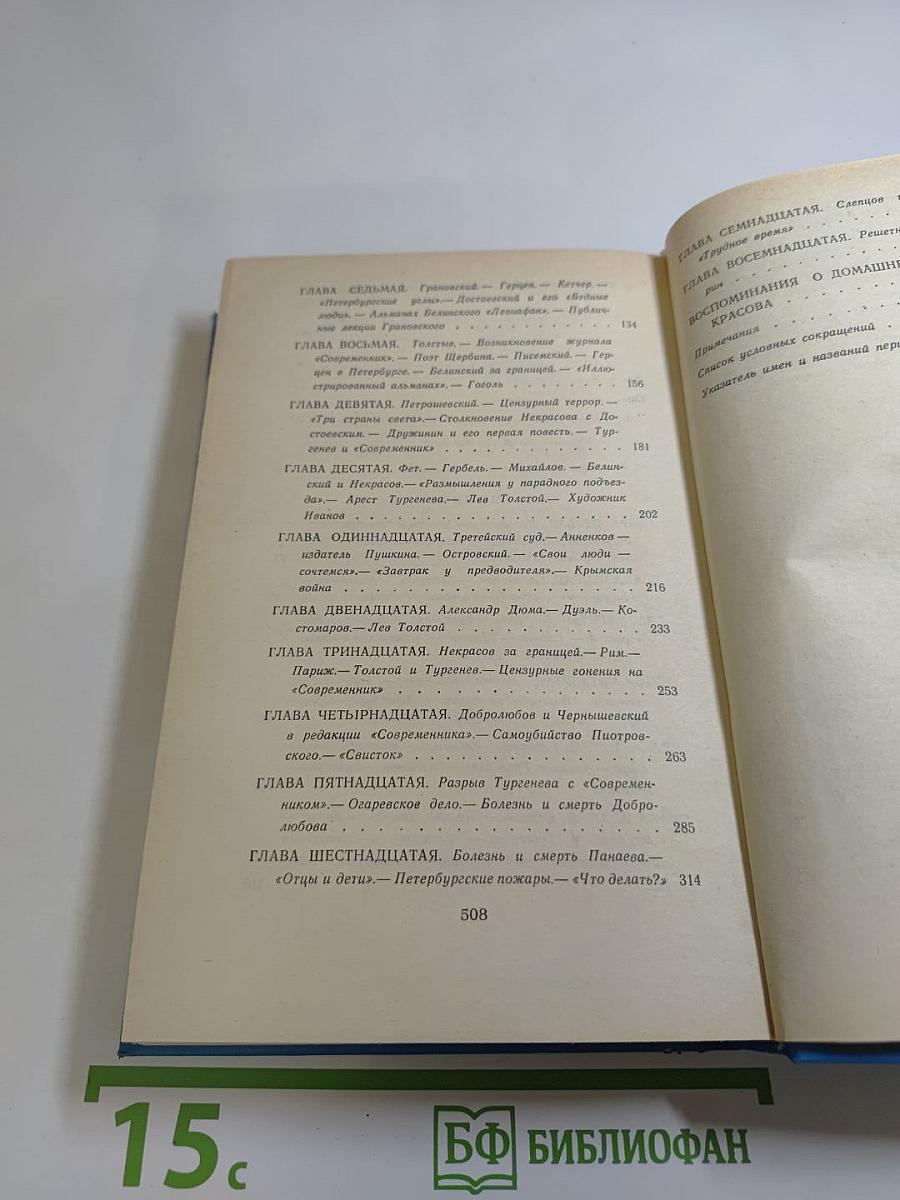 ГЛАВА СЕДЬМАЯ. Грановский.— Герцен.— Кетчер.—
«Петербургские углы».— Достоевский и его «Бедные
люди».— Альманах Белинского «Левиафан».— Публич-
ные лекции Грановского . . . . . . . . . . . . 134
ГЛАВА ВОСЬМАЯ. Толстые.— Возникновение журнала
«Современник».— Поэт Щербина.— Писемский.— Гер-
цен в Петербурге.— Белинский за границей.— «Иллю-
стрированный альманах».— Гоголь . . . . . . . . 156
ГЛАВА ДЕВЯТАЯ. Петрашевский.— Цензурный террор.—
«Три страны света».— Столкновение Некрасова с До-
стоевским.— Дружинин и его первая повесть.— Тур-
генев и «Современник» . . . . . . . . . . . . . 181
ГЛАВА ДЕСЯТАЯ. Фет.— Гербель.— Михайлов.— Белин-
ский и Некрасов.— «Размышления у парадного подъез-
да».— Арест Тургенева.— Лев Толстой.— Художник
Иванов . . . . . . . . . . . . . . . . . . . 202
ГЛАВА ОДИННАДЦАТАЯ. Третейский суд.— Анненков —
издатель Пушкина.— Островский.— «Свои люди —
сочтемся».— «Завтрак у предводителя».— Крымская
война . . . . . . . . . . . . . . . . . . . . 216
ГЛАВА ДВЕНАДЦАТАЯ. Александр Дюма.— Дуэль.— Ко-
стомаров.— Лев Толстой . . . . . . . . . . . . 233
ГЛАВА ТРИНАДЦАТАЯ. Некрасов за границей.— Рим.—
Париж.— Толстой и Тургенев.— Цензурные гонения на
«Современник» . . . . . . . . . . . . . . . 253
ГЛАВА ЧЕТЫРНАДЦАТАЯ. Добролюбов и Чернышевский
в редакции «Современника».— Самоубийство Пиотров-
ского.— «Свисток» . . . . . . . . . . . . . . 263
ГЛАВА ПЯТНАДЦАТАЯ. Разрыв Тургенева с «Современ-
ником».— Огаревское дело.— Болезнь и смерть Добро-
любова . . . . . . . . . . . . . . . . . . 285
ГЛАВА ШЕСТНАДЦАТАЯ. Болезнь и смерть Панаева.—
«Отцы и дети».— Петербургские пожары.— «Что делать?» 314
508
ГЛАВА СЕМНАДЦАТАЯ. Слепцов
«Трудное время» . . . . . .
ГЛАВА ВОСЕМНАДЦАТАЯ. Решетн
рин . . . . . . . . . . .
ВОСПОМИНАНИЯ О ДОМАШНЕ
КРАСОВА . . . . . . . .
Примечания . . . . . . . .
Список условных сокращений . .
Указатель имен и названий пери
15 с
БФ БИБЛИОФАН